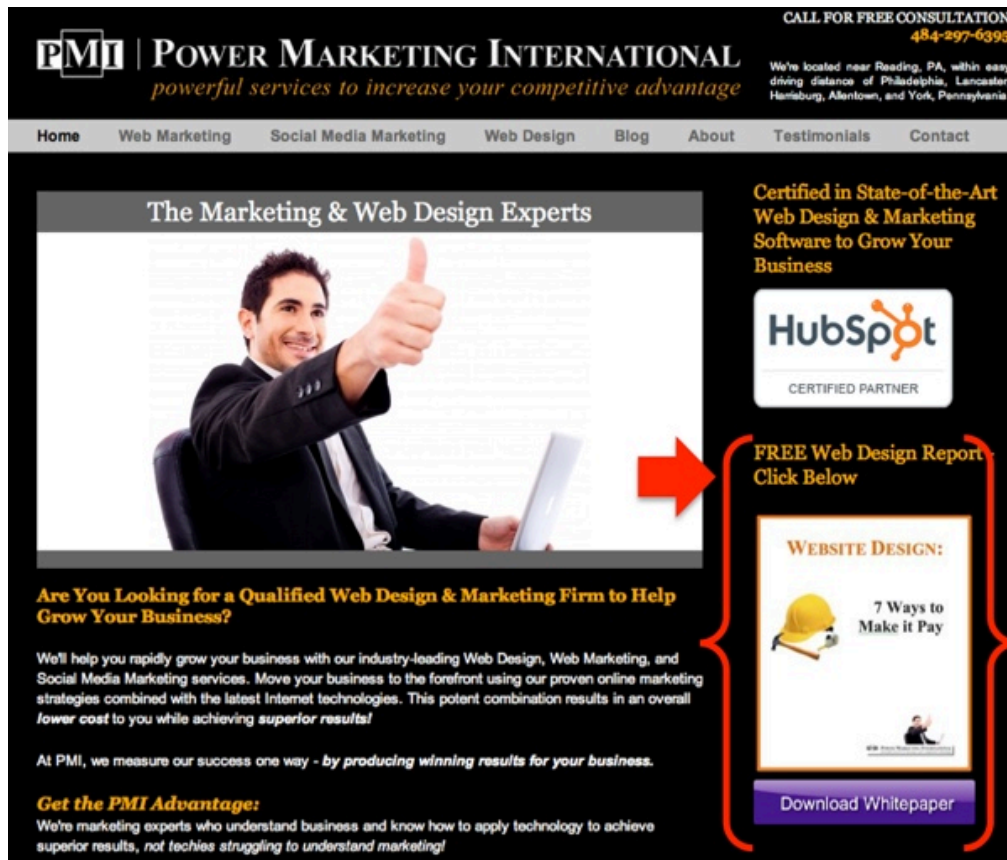 CALL FOR FREE CONSULTATION
484-297-6395
PMI | POWER MARKETING INTERNATIONAL
powerful services to increase your competitive advantage
We're located near Reading, PA, within easy
driving distance of Philadelphia, Lancaster,
Harrisburg, Allentown, and York, Pennsylvania
Home Web Marketing Social Media Marketing Web Design Blog About Testimonials Contact
The Marketing & Web Design Experts
Are You Looking for a Qualified Web Design & Marketing Firm to Help
Grow Your Business?
We'll help you rapidly grow your business with our industry-leading Web Design, Web Marketing, and
Social Media Marketing services. Move your business to the forefront using our proven online marketing
strategies combined with the latest Internet technologies. This potent combination results in an overall
lower cost to you while achieving superior results!
At PMI, we measure our success one way - by producing winning results for your business.
Get the PMI Advantage:
We're marketing experts who understand business and know how to apply technology to achieve
superior results, not techies struggling to understand marketing!
Certified in State-of-the-Art
Web Design & Marketing
Software to Grow Your
Business
HubSpot
CERTIFIED PARTNER
FREE Web Design Report -
Click Below
WEBSITE DESIGN:
7 Ways to
Make it Pay
Download Whitepaper